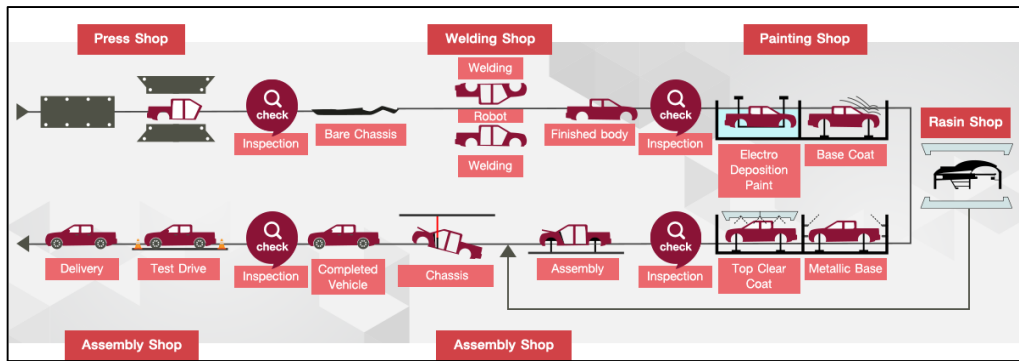 Press Shop
Welding Shop
Painting Shop
Welding
check
Robot
check
Rasin Shop
Inspection
Bare Chassis
Welding
Finished body
Inspection
Electro
Deposition
Paint
Base Coat
check
check
Delivery
Test Drive
Inspection
Completed
Vehicle
Chassis
Assembly
Inspection
Top Clear
Coat
Metallic Base
Assembly Shop
Assembly Shop